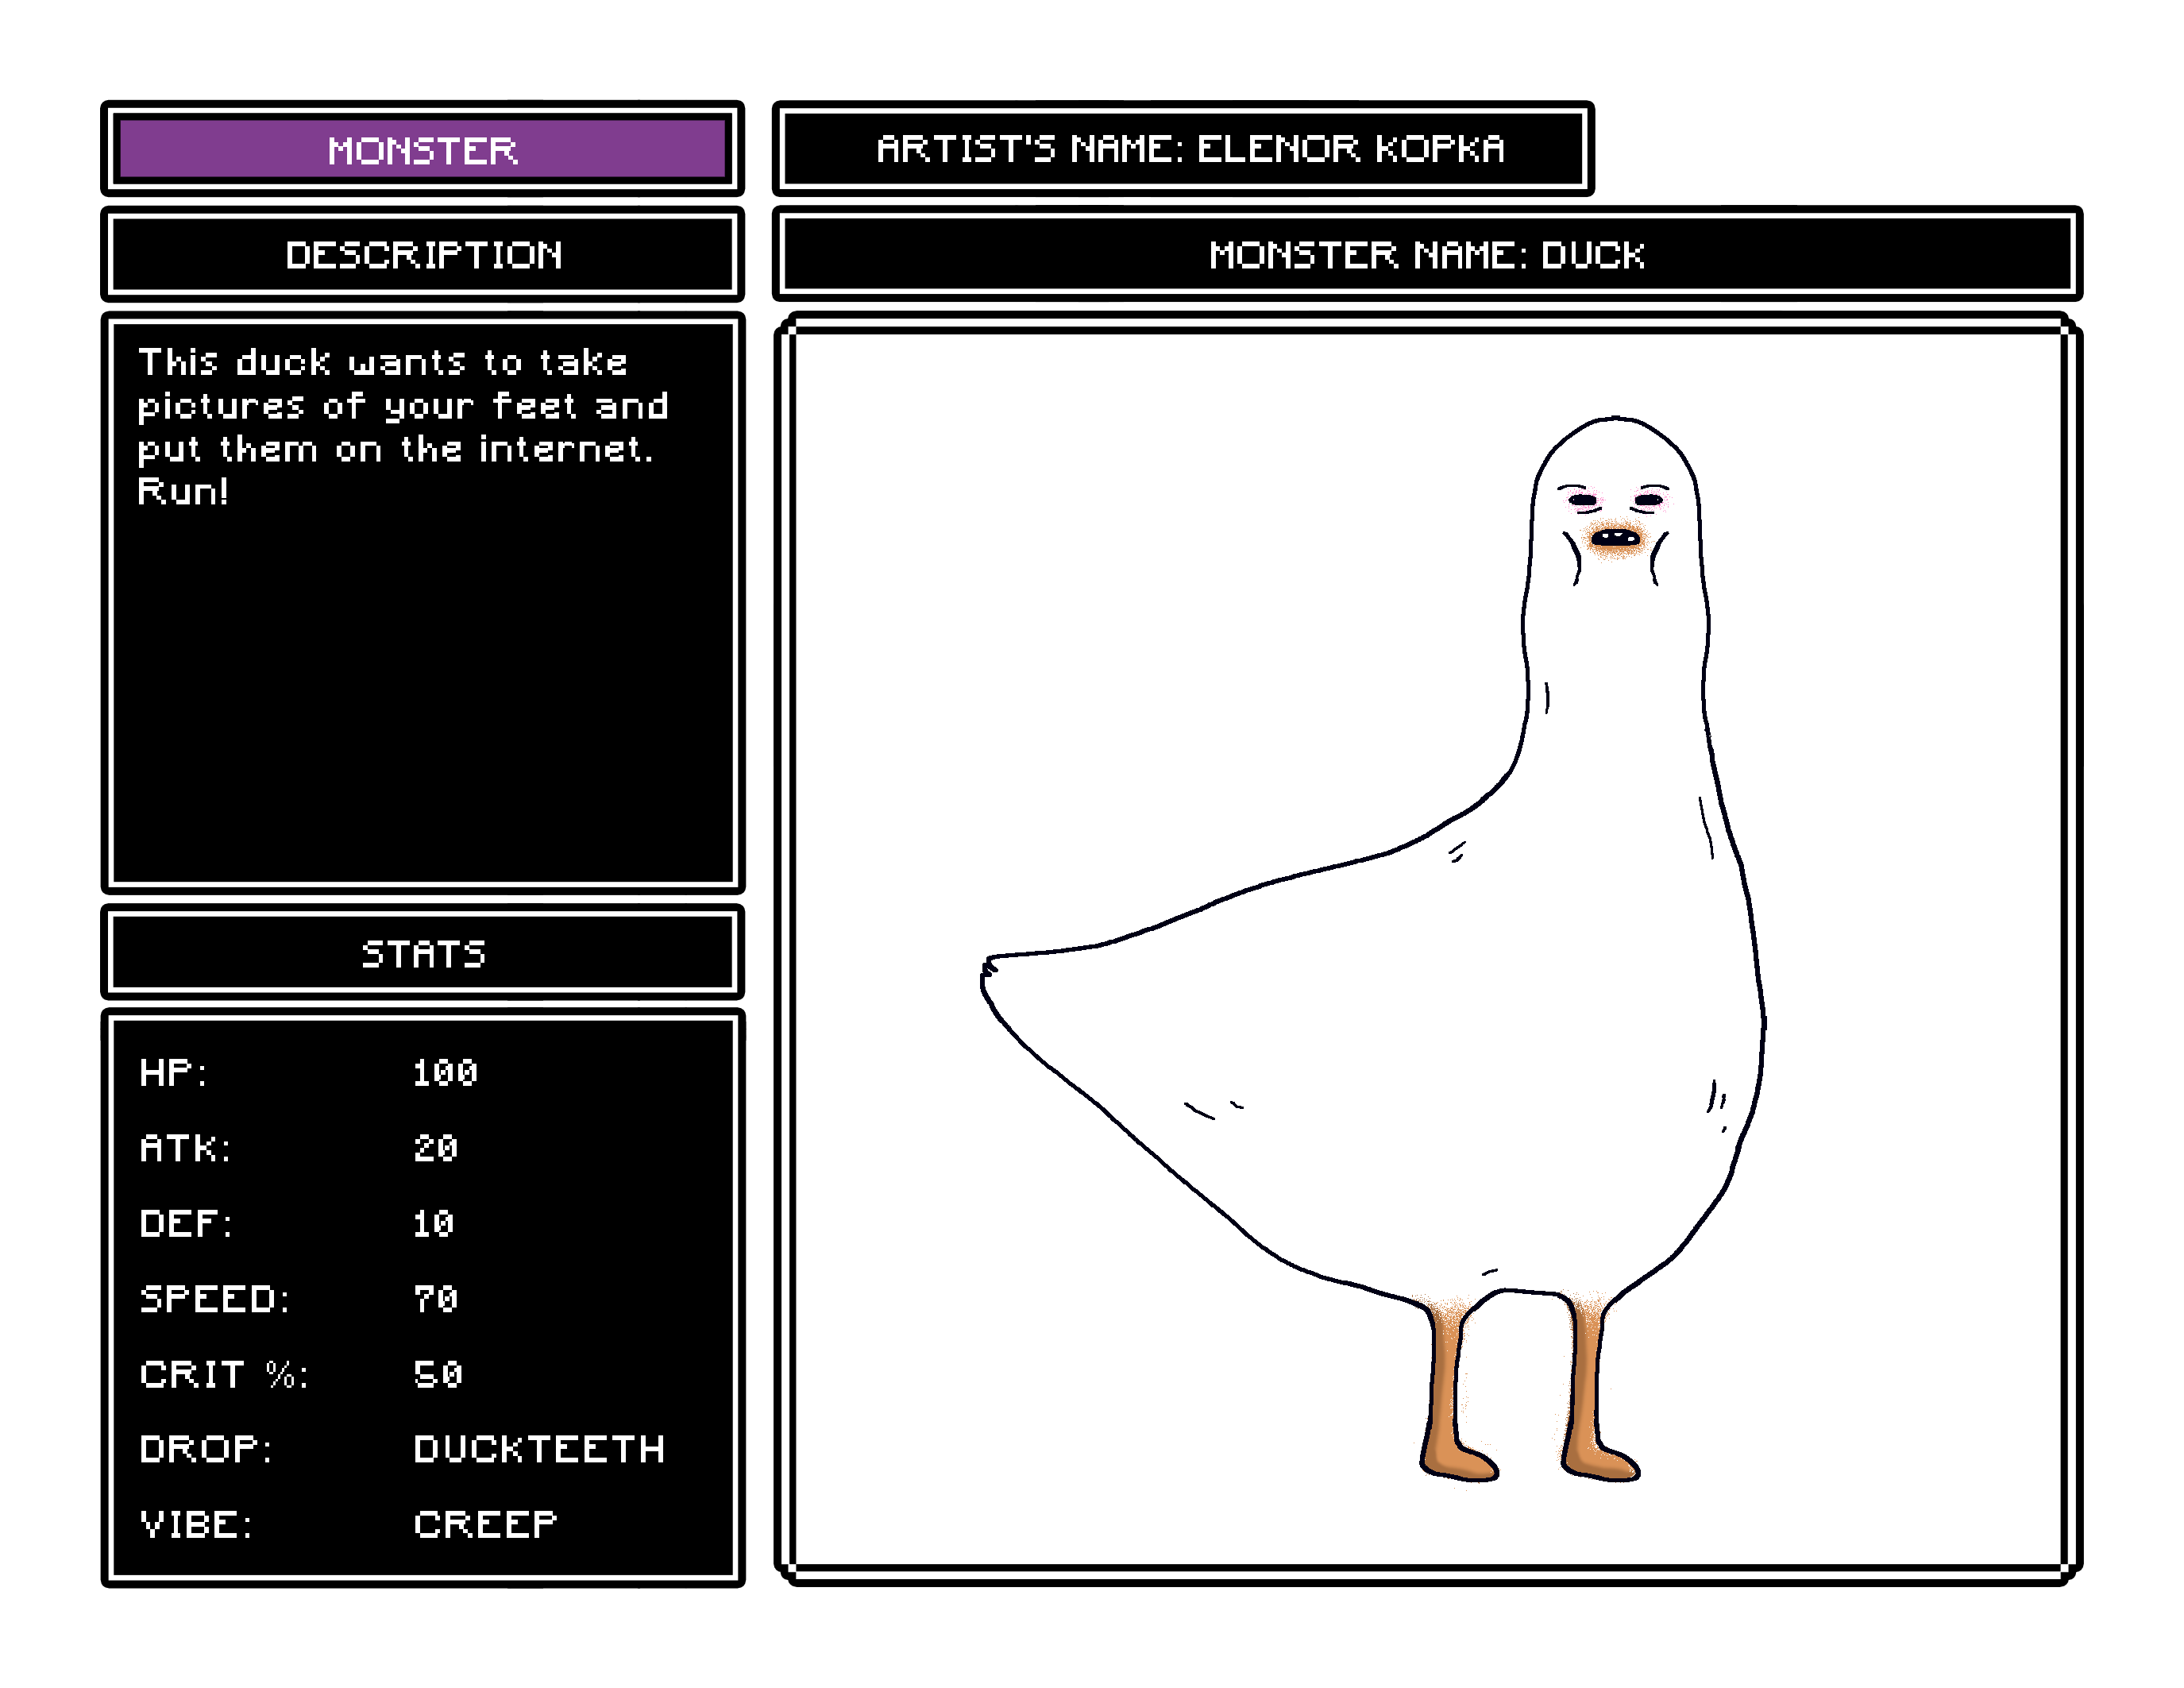 MONSTER
ARTIST'S NAME: ELENOR KOPKA
DESCRIPTION
MONSTER NAME: DUCK
This duck wants to take
pictures of your feet and
put them on the internet.
Run!
STATS
HP: 100
ATK: 20
DEF: 10
SPEED: 70
CRIT %: 50
DROP: DUCKTEETH
VIBE: CREEP